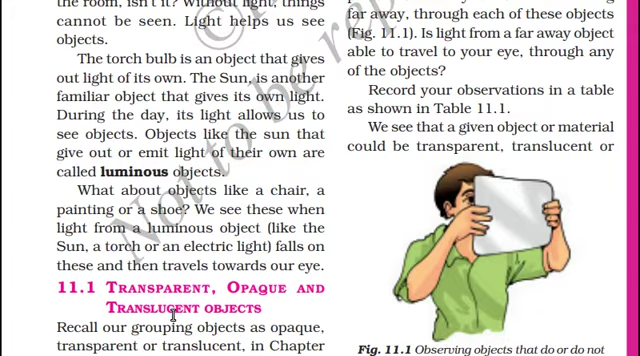 the room, isn't it? Without light, things
cannot be seen. Light helps us see
objects.
The torch bulb is an object that gives
out light of its own. The Sun, is another
familiar object that gives its own light.
During the day, its light allows us to
see objects. Objects like the sun that
give out or emit light of their own are
called luminous objects.
What about objects like a chair, a
painting or a shoe? We see these when
light from a luminous object (like the
Sun, a torch or an electric light) falls on
these and then travels towards our eye.
11.1 TRANSPARENT, OPAQUE AND
TRANSLUCENT OBJECTS
Recall our grouping objects as opaque,
transparent or translucent, in Chapter
far away, through each of these objects
(Fig. 11.1). Is light from a far away object
able to travel to your eye, through any
of the objects?
Record your observations in a table
as shown in Table 11.1.
We see that a given object or material
could be transparent, translucent or
Fig. 11.1 Observing objects that do or do not
© Not to be re